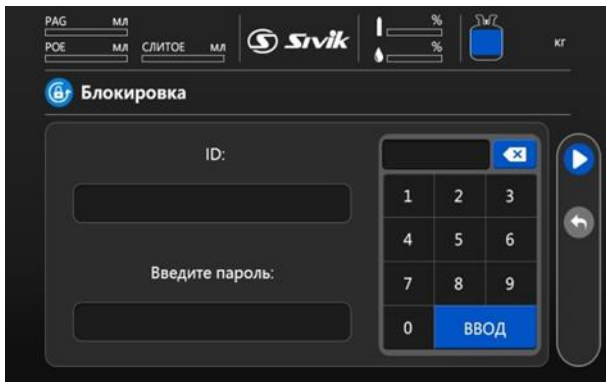 PAG мл
POE мл СЛИТОЕ мл
Sivik
%
%
кг
Блокировка
ID:
1 2 3
4 5 6
Введите пароль:
7 8 9
0 ВВОД